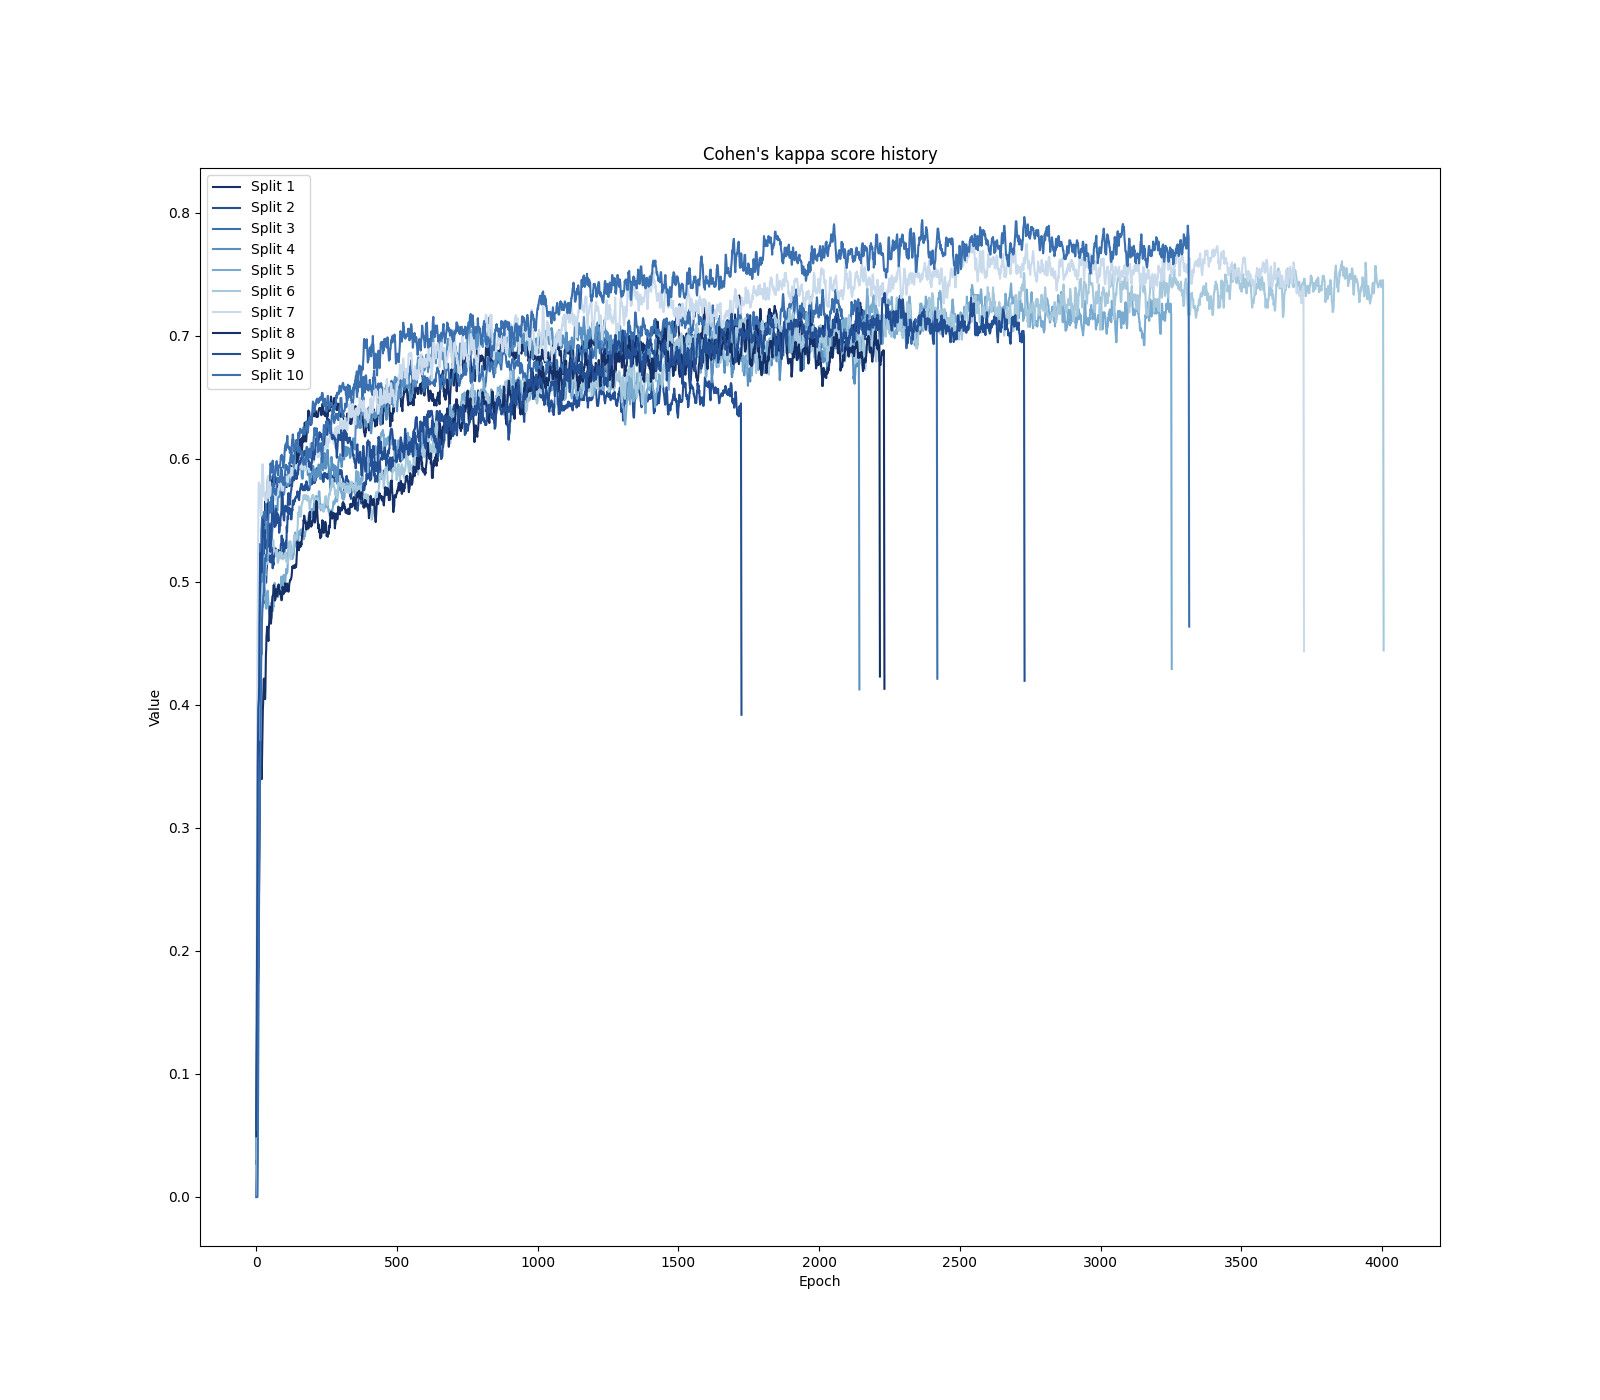 Cohen's kappa score history
Split 1
Split 2
Split 3
Split 4
Split 5
Split 6
Split 7
Split 8
Split 9
Split 10
0.8
0.7
0.6
0.5
0.4
0.3
0.2
0.1
0.0
Value
0 500 1000 1500 2000 2500 3000 3500 4000
Epoch